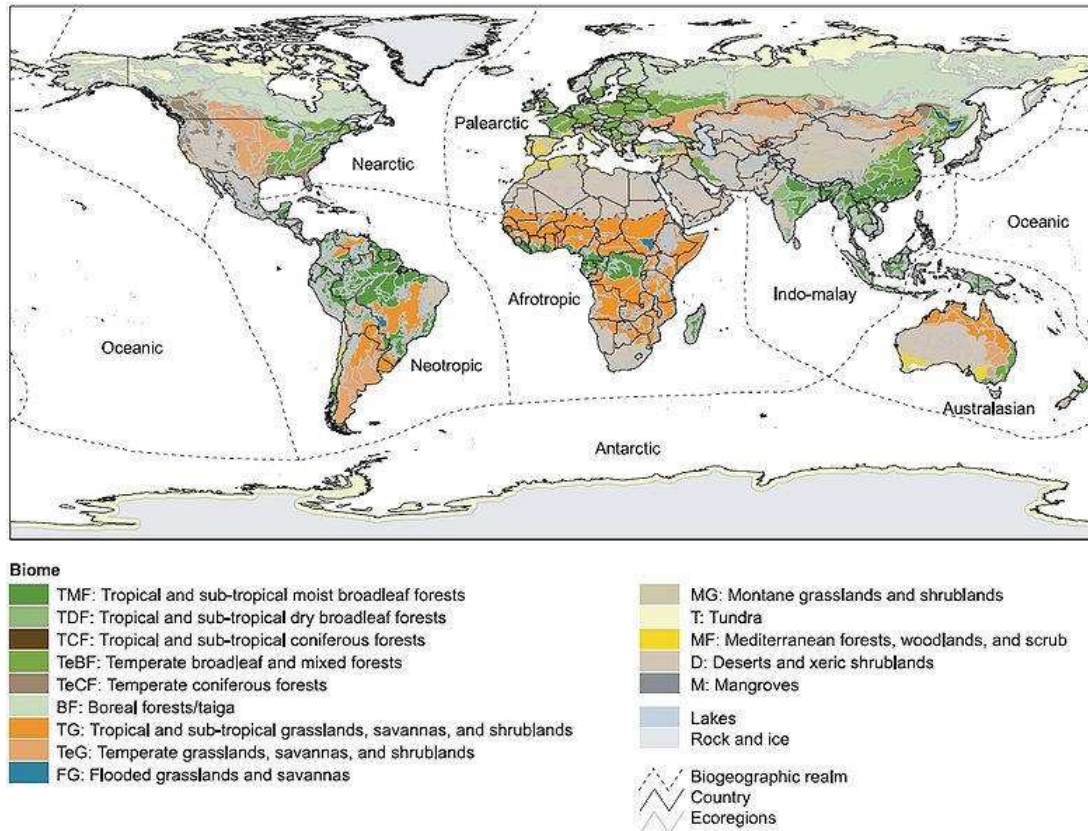 Palearctic
Nearctic
Oceanic
Afrotropic
Indo-malay
Oceanic
Neotropic
Australasian
Antarctic
Biome
TMF: Tropical and sub-tropical moist broadleaf forests
TDF: Tropical and sub-tropical dry broadleaf forests
TCF: Tropical and sub-tropical coniferous forests
TeBF: Temperate broadleaf and mixed forests
TeCF: Temperate coniferous forests
BF: Boreal forests/taiga
TG: Tropical and sub-tropical grasslands, savannas, and shrublands
TeG: Temperate grasslands, savannas, and shrublands
FG: Flooded grasslands and savannas
MG: Montane grasslands and shrublands
T: Tundra
MF: Mediterranean forests, woodlands, and scrub
D: Deserts and xeric shrublands
M: Mangroves
Lakes
Rock and ice
Biogeographic realm
Country
Ecoregions